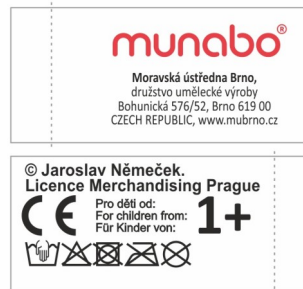 munabo®
Moravská ústředna Brno,
družstvo umělecké výroby
Bohunická 576/52, Brno 619 00
CZECH REPUBLIC, www.mubrno.cz
© Jaroslav Němeček.
Licence Merchandising Prague
CE
Pro děti od:
For children from:
Für Kinder von:
1+